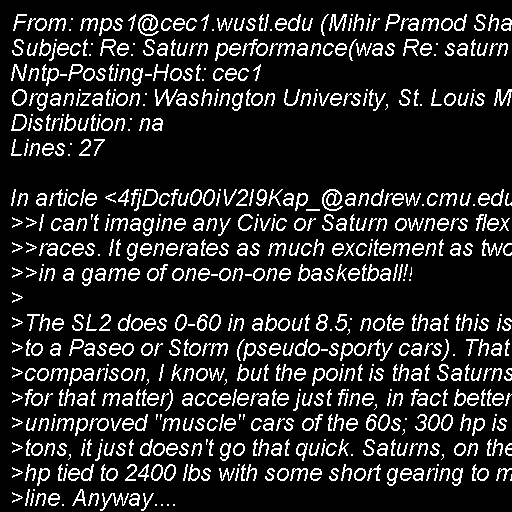 From: mps1@cec1.wustl.edu (Mihir Pramod Sha
Subject: Re: Saturn performance(was Re: saturn
Nntp-Posting-Host: cec1
Organization: Washington University, St. Louis M
Distribution: na
Lines: 27

In article <4fjDcfu00iV2I9Kap_@andrew.cmu.edu
>>I can't imagine any Civic or Saturn owners flex
>>races. It generates as much excitement as two
>>in a game of one-on-one basketball!!
>
>The SL2 does 0-60 in about 8.5; note that this is
>to a Paseo or Storm (pseudo-sporty cars). That
>comparison, I know, but the point is that Saturns
>for that matter) accelerate just fine, in fact better
>unimproved "muscle" cars of the 60s; 300 hp is
>tons, it just doesn't go that quick. Saturns, on the
>hp tied to 2400 lbs with some short gearing to m
>line. Anyway....